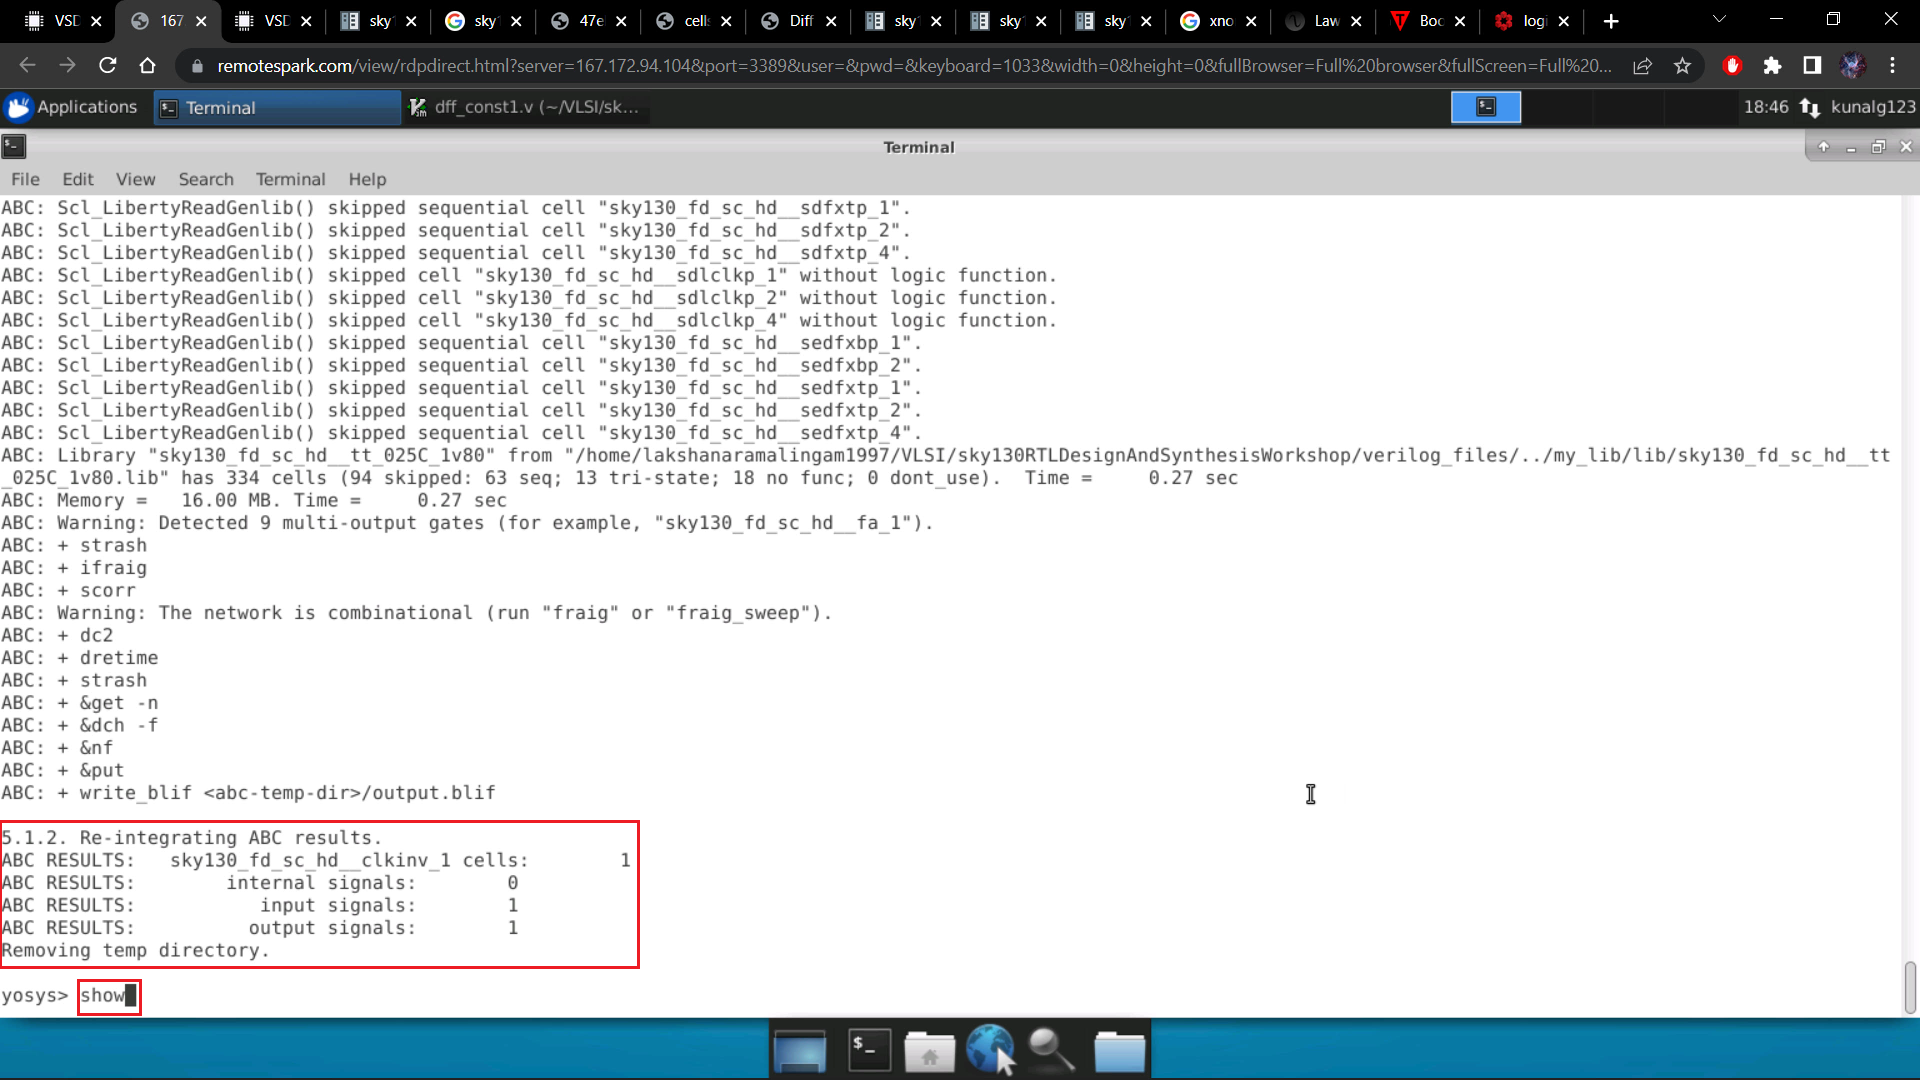 VSD
167
VSD
sky
sky
47e
cell
Diff
sky
sky
sky
xno
Law
Boo
logi
remotespark.com/view/rdpdirect.html?server=167.172.94.104&port=3389&user=&pwd=&keyboard=1033&width=0&height=0&fullBrowser=Full%20browser&fullScreen=Full%20...
Applications
Terminal
dff_const1.v (~/VLSI/sk...
18:46
kunalg123
Terminal
File Edit View Search Terminal Help
ABC: Scl_LibertyReadGenlib() skipped sequential cell "sky130_fd_sc_hd__sdfxtp_1".
ABC: Scl_LibertyReadGenlib() skipped sequential cell "sky130_fd_sc_hd__sdfxtp_2".
ABC: Scl_LibertyReadGenlib() skipped sequential cell "sky130_fd_sc_hd__sdfxtp_4".
ABC: Scl_LibertyReadGenlib() skipped cell "sky130_fd_sc_hd__sdlclkp_1" without logic function.
ABC: Scl_LibertyReadGenlib() skipped cell "sky130_fd_sc_hd__sdlclkp_2" without logic function.
ABC: Scl_LibertyReadGenlib() skipped cell "sky130_fd_sc_hd__sdlclkp_4" without logic function.
ABC: Scl_LibertyReadGenlib() skipped sequential cell "sky130_fd_sc_hd__sedfxbp_1".
ABC: Scl_LibertyReadGenlib() skipped sequential cell "sky130_fd_sc_hd__sedfxbp_2".
ABC: Scl_LibertyReadGenlib() skipped sequential cell "sky130_fd_sc_hd__sedfxtp_1".
ABC: Scl_LibertyReadGenlib() skipped sequential cell "sky130_fd_sc_hd__sedfxtp_2".
ABC: Scl_LibertyReadGenlib() skipped sequential cell "sky130_fd_sc_hd__sedfxtp_4".
ABC: Library "sky130_fd_sc_hd__tt_025C_1v80" from "/home/lakshanaramalingam1997/VLSI/sky130RTLDesignAndSynthesisWorkshop/verilog_files/../my_lib/lib/sky130_fd_sc_hd__tt
_025C_1v80.lib" has 334 cells (94 skipped: 63 seq; 13 tri-state; 18 no func; 0 dont_use).  Time =     0.27 sec
ABC: Memory =   16.00 MB. Time =     0.27 sec
ABC: Warning: Detected 9 multi-output gates (for example, "sky130_fd_sc_hd__fa_1").
ABC: + strash
ABC: + ifraig
ABC: + scorr
ABC: Warning: The network is combinational (run "fraig" or "fraig_sweep").
ABC: + dc2
ABC: + dretime
ABC: + strash
ABC: + &get -n
ABC: + &dch -f
ABC: + &nf
ABC: + &put
ABC: + write_blif <abc-temp-dir>/output.blif
5.1.2. Re-integrating ABC results.
ABC RESULTS:   sky130_fd_sc_hd__clkinv_1 cells:        1
ABC RESULTS:        internal signals:        0
ABC RESULTS:           input signals:        1
ABC RESULTS:          output signals:        1
Removing temp directory.
yosys> show